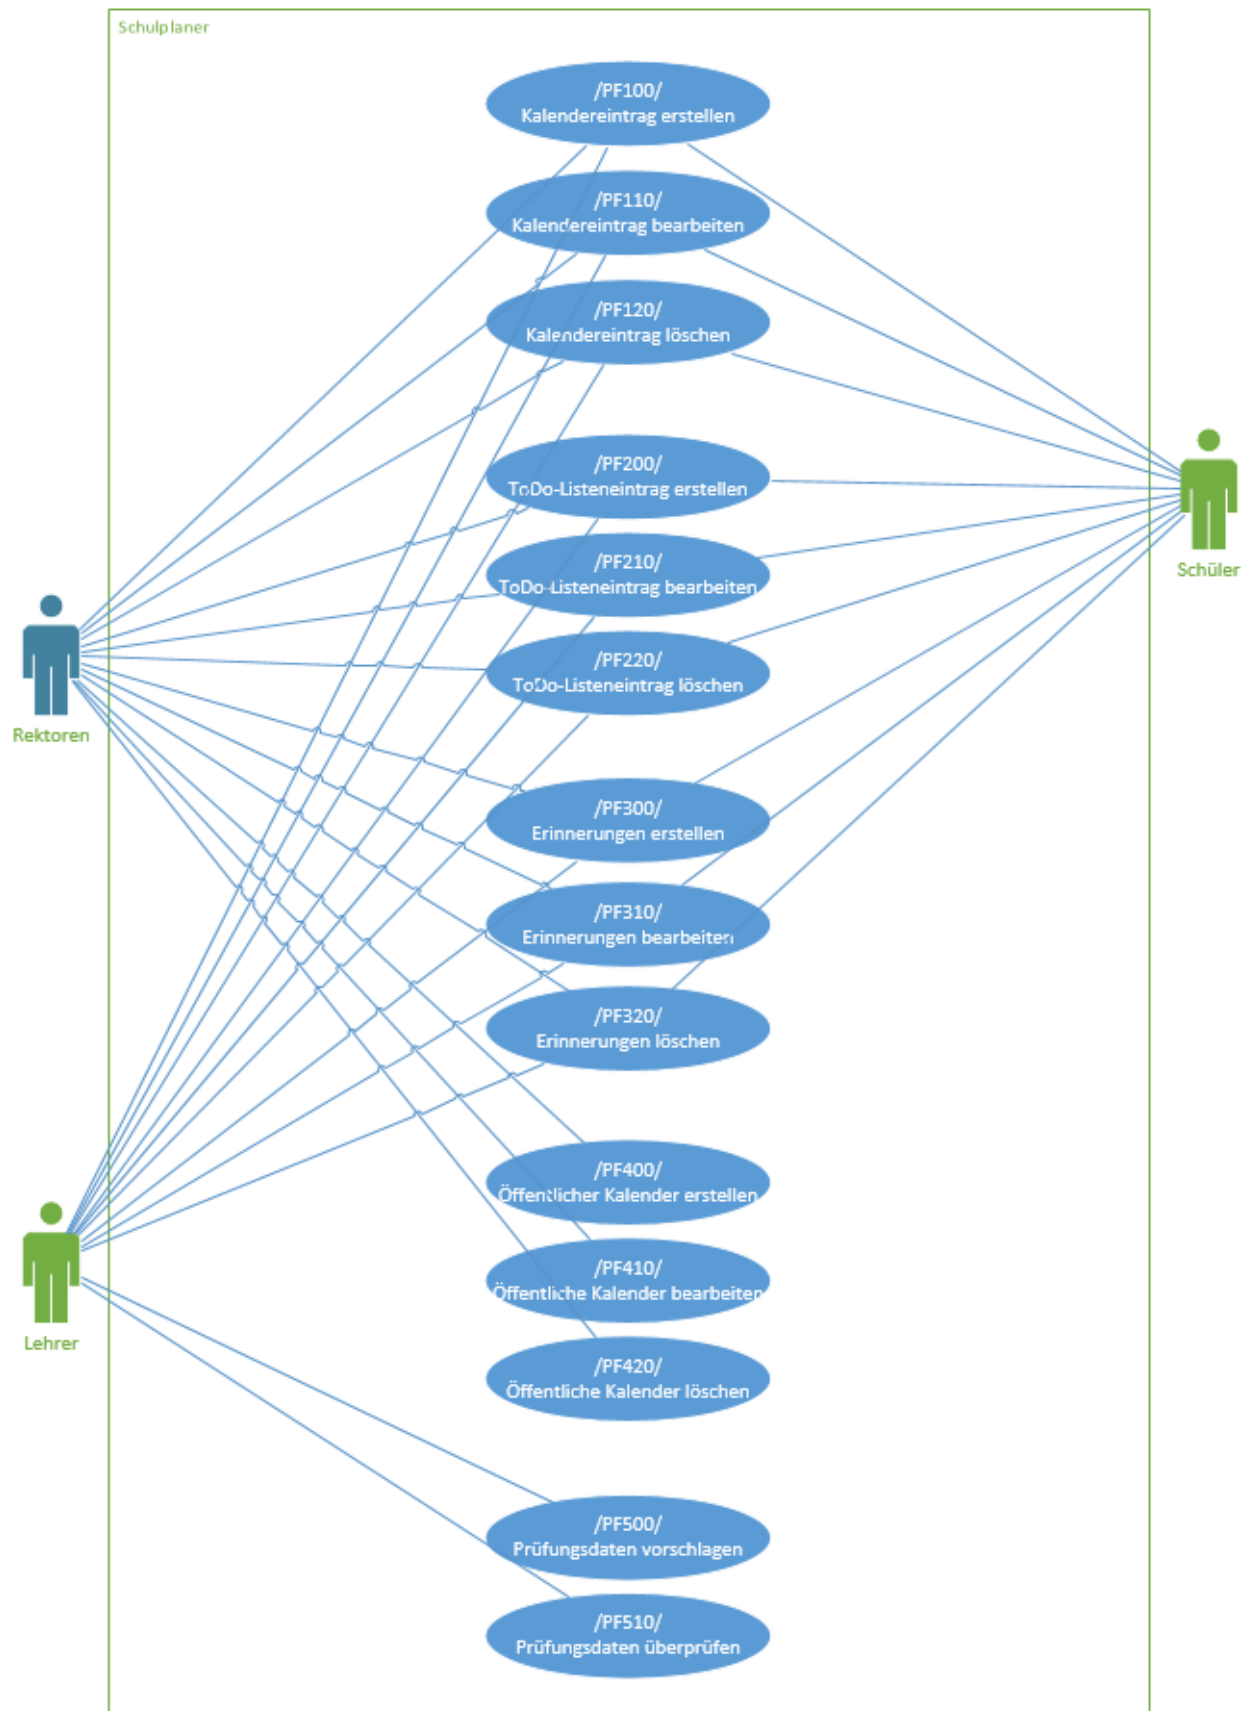 Schulplaner
/PF100/
Kalendereintrag erstellen
/PF110/
Kalendereintrag bearbeiten
/PF120/
Kalendereintrag löschen
/PF200/
ToDo-Listeneintrag erstellen
/PF210/
ToDo-Listeneintrag bearbeiten
Schüler
/PF220/
ToDo-Listeneintrag löschen
Rektoren
/PF300/
Erinnerungen erstellen
/PF310/
Erinnerungen bearbeiten
/PF320/
Erinnerungen löschen
/PF400/
Öffentlicher Kalender erstellen
/PF410/
Öffentliche Kalender bearbeiten
Lehrer
/PF420/
Öffentliche Kalender löschen
/PF500/
Prüfungsdaten vorschlagen
/PF510/
Prüfungsdaten überprüfen